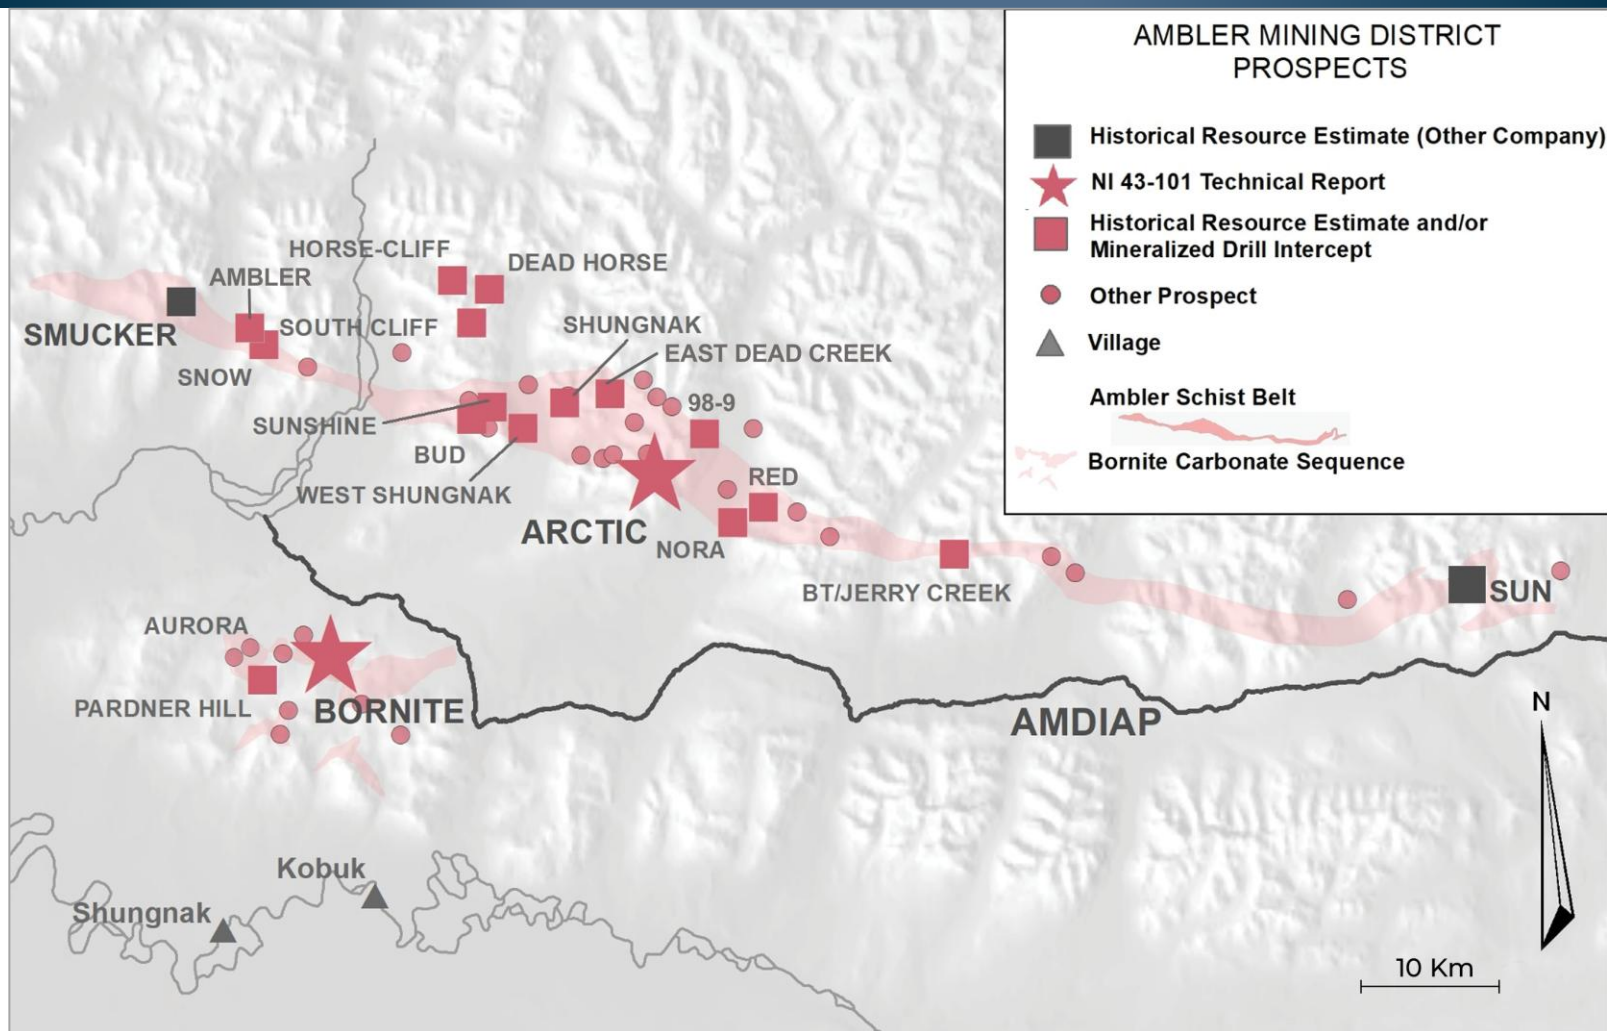 AMBLER MINING DISTRICT
PROSPECTS
Historical Resource Estimate (Other Company)
NI 43-101 Technical Report
Historical Resource Estimate and/or
Mineralized Drill Intercept
Other Prospect
Village
Ambler Schist Belt
Bornite Carbonate Sequence
HORSE-CLIFF
DEAD HORSE
AMBLER
SMUCKER
SOUTH CLIFF
SHUNGNAK
EAST DEAD CREEK
SNOW
98-9
SUNSHINE
BUD
WEST SHUNGNAK
RED
ARCTIC
NORA
BT/JERRY CREEK
SUN
AURORA
PARDNER HILL
BORNITE
AMDIAP
N
Kobuk
Shungnak
10 Km